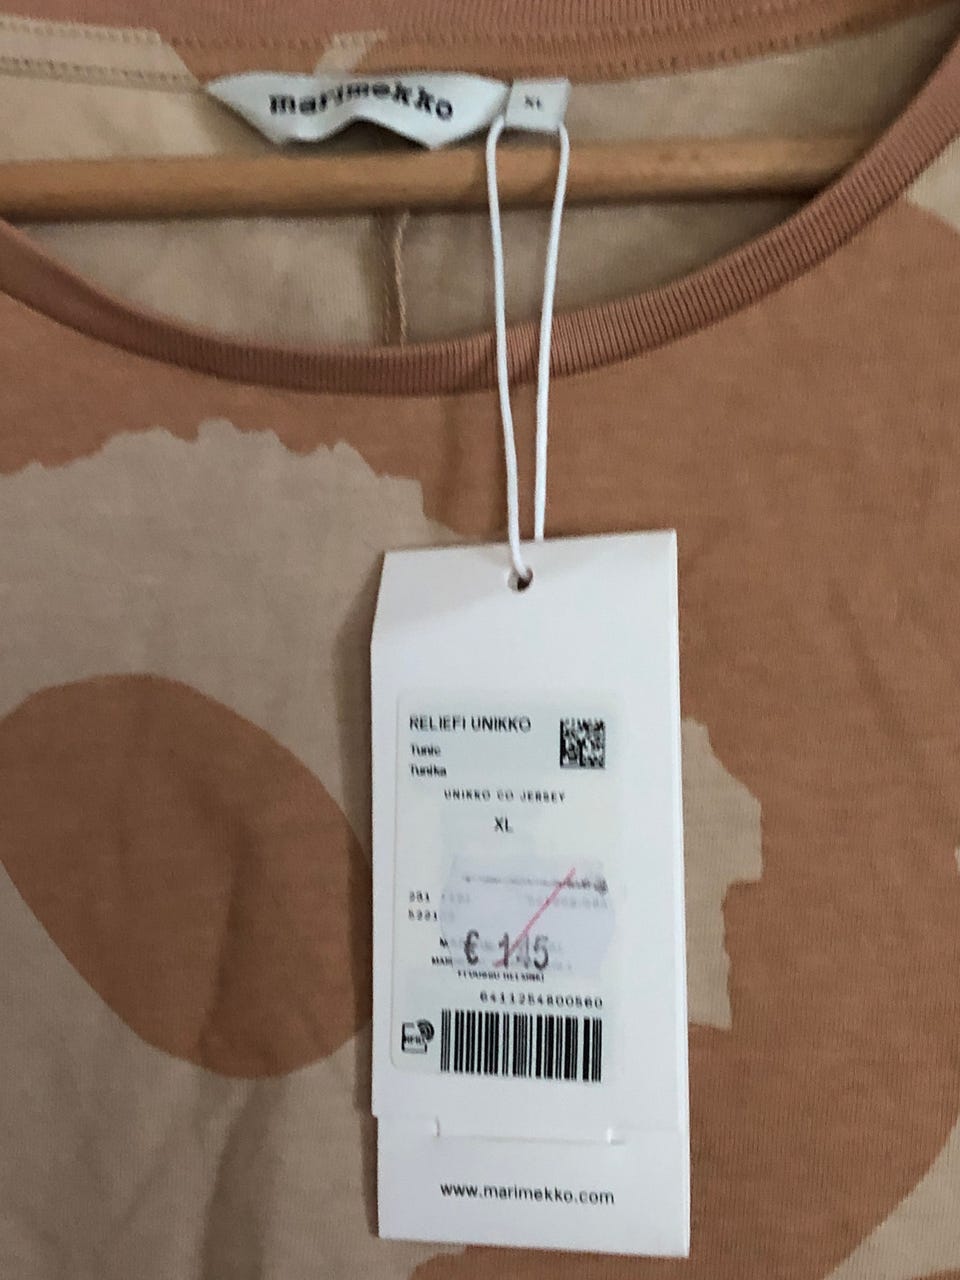 marimekko
XL
RELIEFI UNIKKO
Tunic
Tunika
UNIKKO CO JERSEY
XL
€ 145
6411254800560
www.marimekko.com